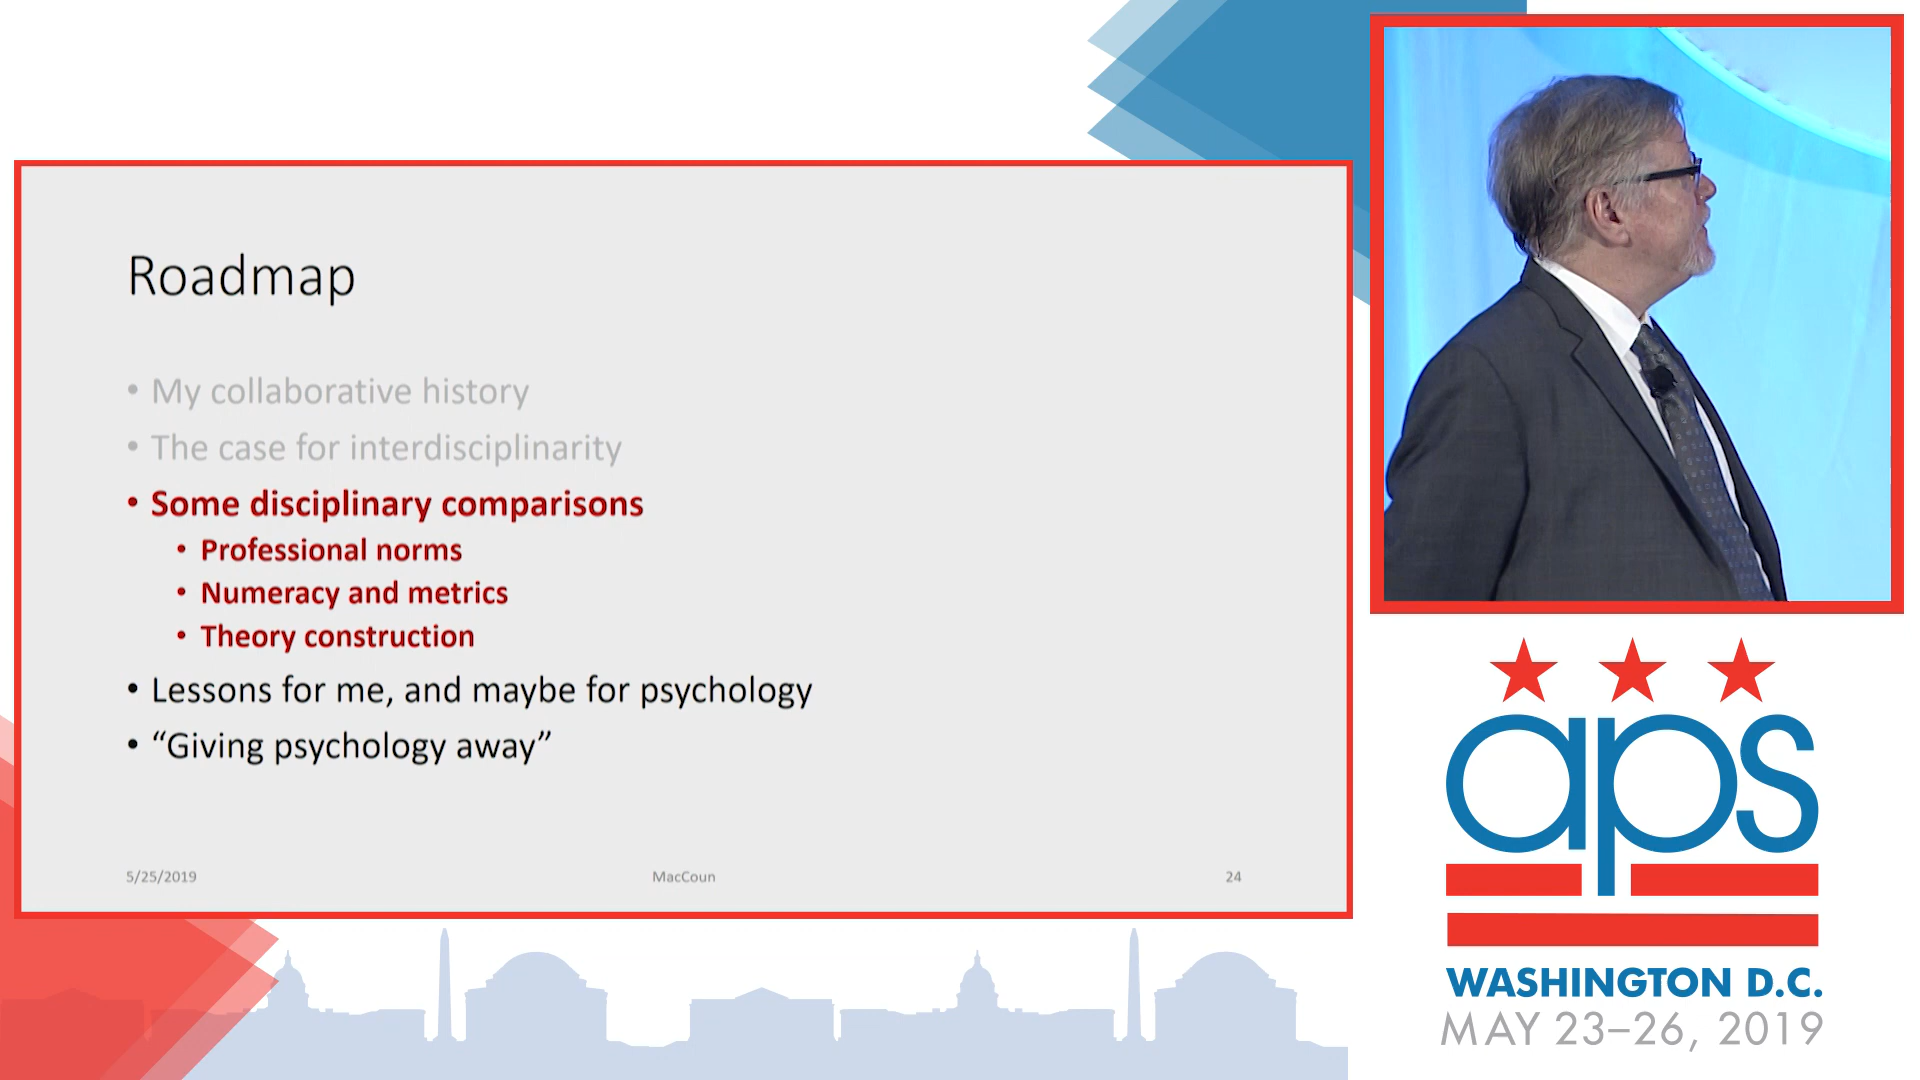 Roadmap
• My collaborative history
• The case for interdisciplinarity
• Some disciplinary comparisons
• Professional norms
• Numeracy and metrics
• Theory construction
• Lessons for me, and maybe for psychology
• “Giving psychology away”
5/25/2019
MacCoun
24
aps
WASHINGTON D.C.
MAY 23–26, 2019